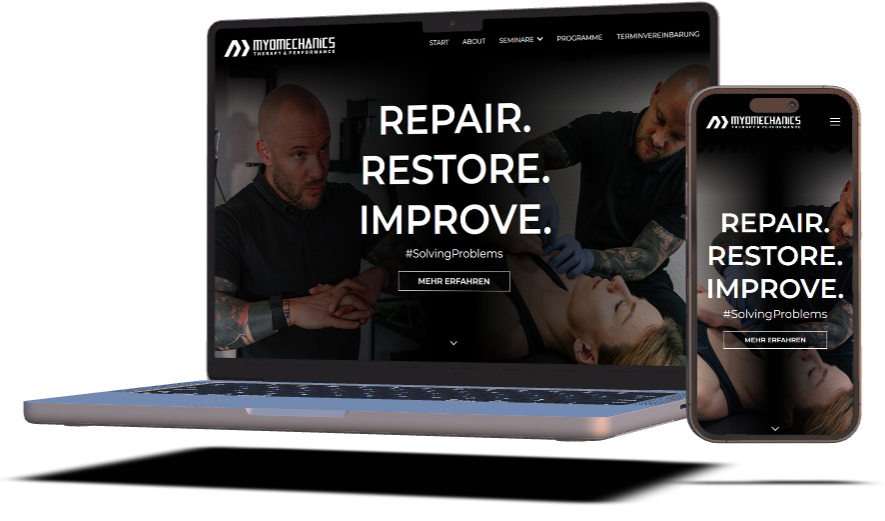 MYOMECHANICS
THERAPY & PERFORMANCE
START ABOUT SEMINARE PROGRAMME TERMINVEREINBARUNG
REPAIR.
RESTORE.
IMPROVE.
#SolvingProblems
MEHR ERFAHREN
MYOMECHANICS
THERAPY & PERFORMANCE
REPAIR.
RESTORE.
IMPROVE.
#SolvingProblems
MEHR ERFAHREN